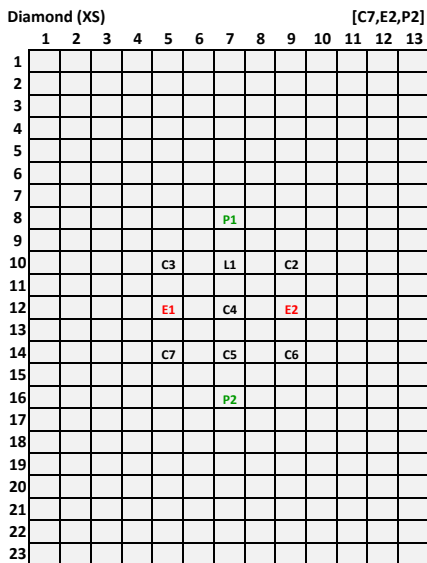 Diamond (XS) [C7,E2,P2]
1 2 3 4 5 6 7 8 9 10 11 12 13
1
2
3
4
5
6
7
8 P1
9
10 C3 L1 C2
11
12 E1 C4 E2
13
14 C7 C5 C6
15
16 P2
17
18
19
20
21
22
23